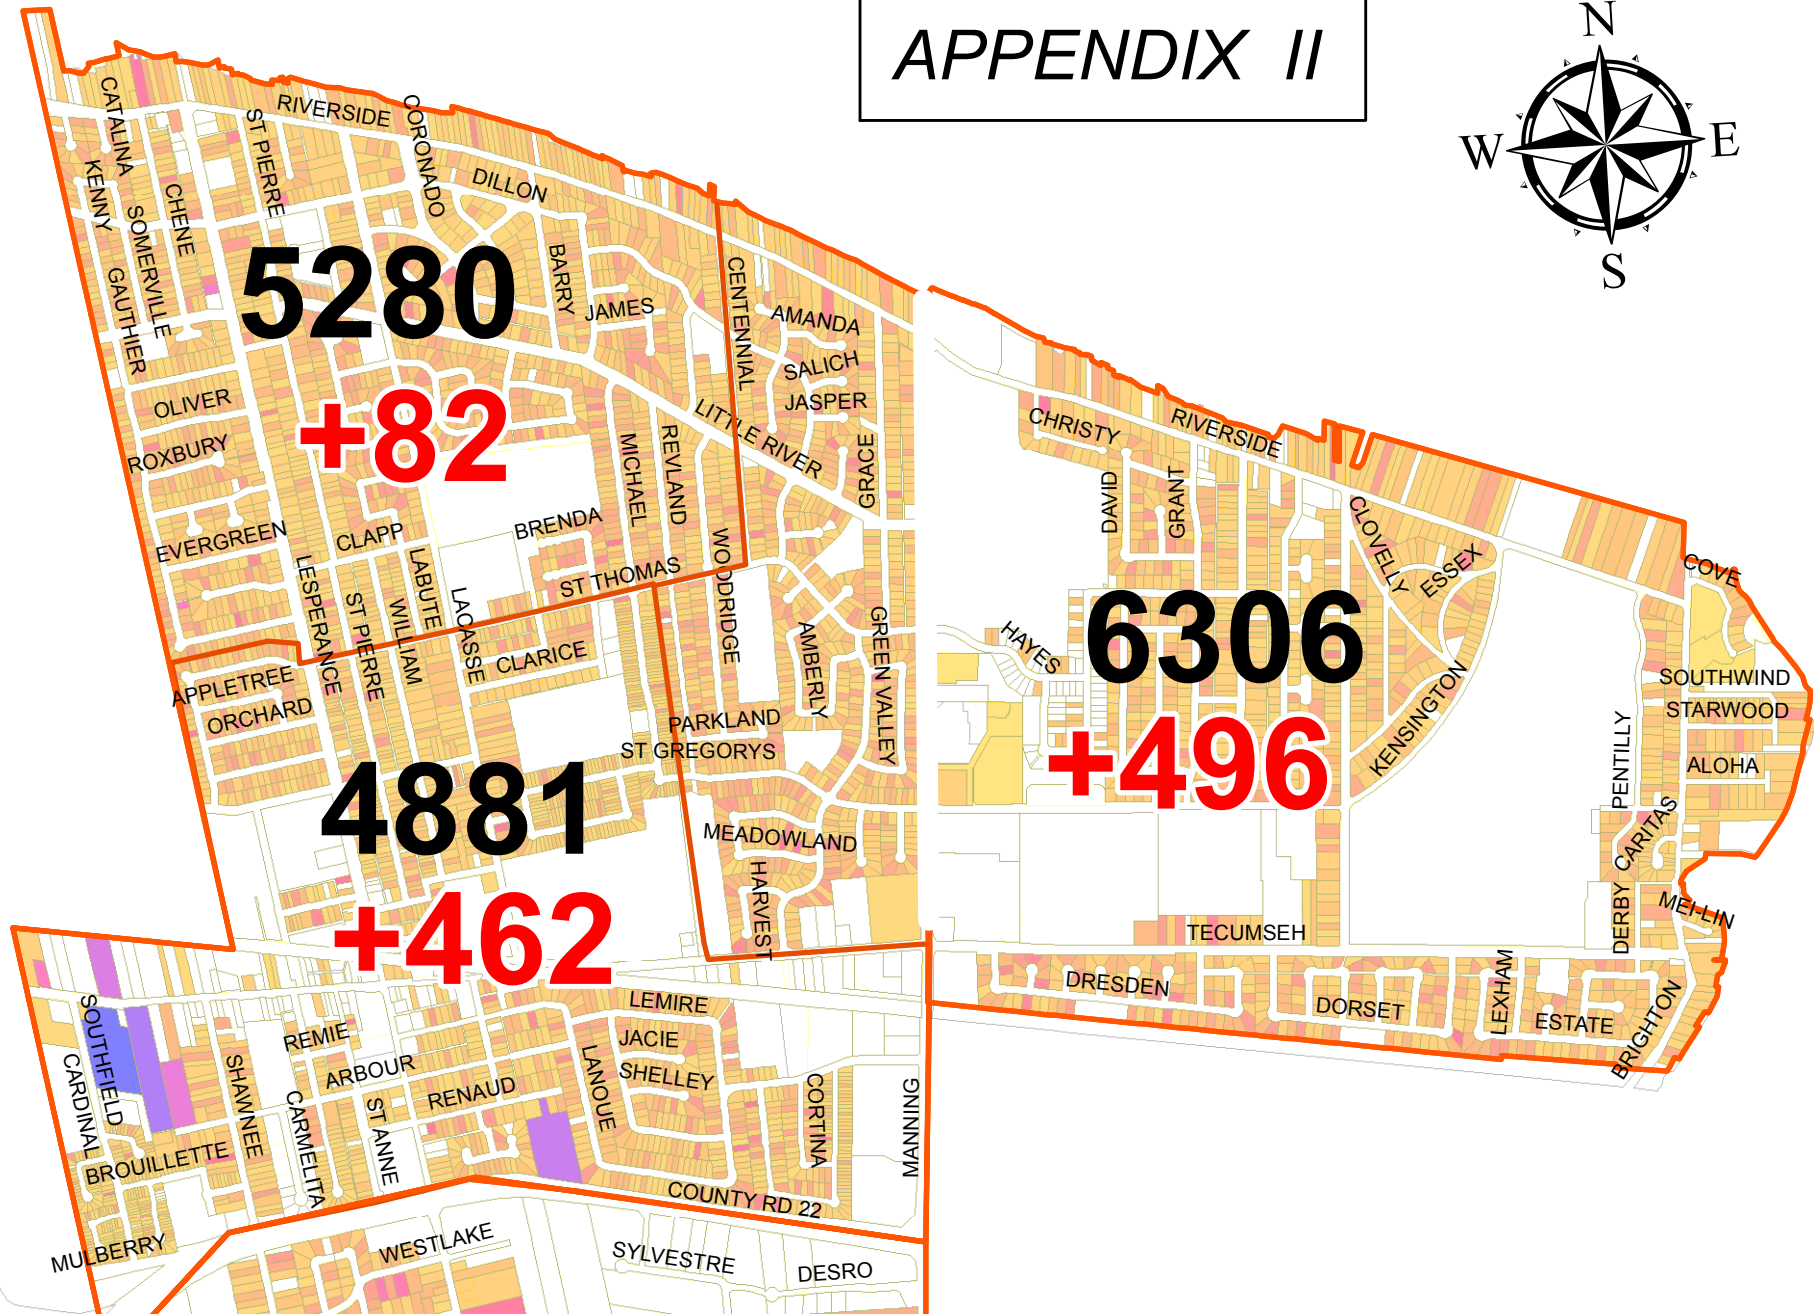 APPENDIX II
N
W
E
S
CATALINA
RIVERSIDE
CORONADO
ST PIERRE
KENNY
CHENE
SOMERVILLE
GAUTHIER
DILLON
BARRY
JAMES
5280
+82
CENTENNIAL
AMANDA
SALICH
JASPER
OLIVER
ROXBURY
LITTLE RIVER
GRACE
MICHAEL
REVLAND
EVERGREEN
CLAPP
BRENDA
WOODRIDGE
LESPERANCE
LABUTE
ST THOMAS
ST PIERRE
WILLIAM
LACASSE
CLARICE
APPLETREE
ORCHARD
AMBERLY
GREEN VALLEY
PARKLAND
ST GREGORYS
4881
+462
MEADOWLAND
HARVEST
CHRISTY
RIVERSIDE
DAVID
GRANT
CLOVELLY
ESSEX
COVE
HAYES
6306
+496
KENSINGTON
SOUTHWIND
STARWOOD
PENTILLY
ALOHA
CARITAS
DERBY
MEI-LIN
TECUMSEH
DRESDEN
DORSET
LEXHAM
ESTATE
BRIGHTON
SOUTHFIELD
CARDINAL
REMIE
ARBOUR
SHAWNEE
CARMELITA
ST ANNE
RENAUD
LEMIRE
JACIE
SHELLEY
LANOUE
CORTINA
MANNING
BROUILLETTE
COUNTY RD 22
MULBERRY
WESTLAKE
SYLVESTRE
DESRO